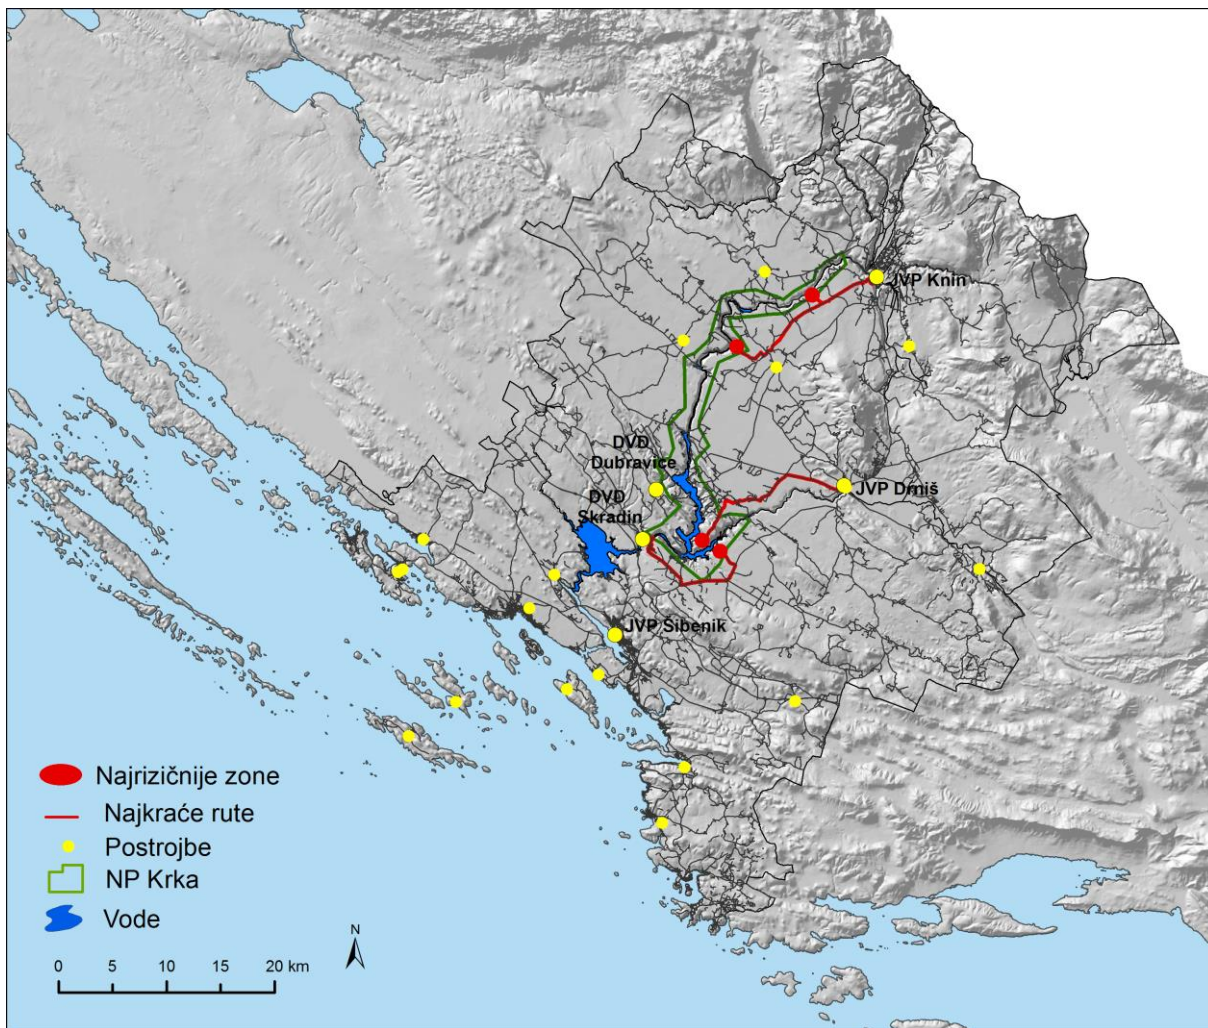 JVP Knin
DVD
Dubravice
DVD
Skradin
JVP Drniš
JVP Šibenik
Najrizičnije zone
Najkraće rute
Postrojbe
NP Krka
Vode
N
0 5 10 15 20 km